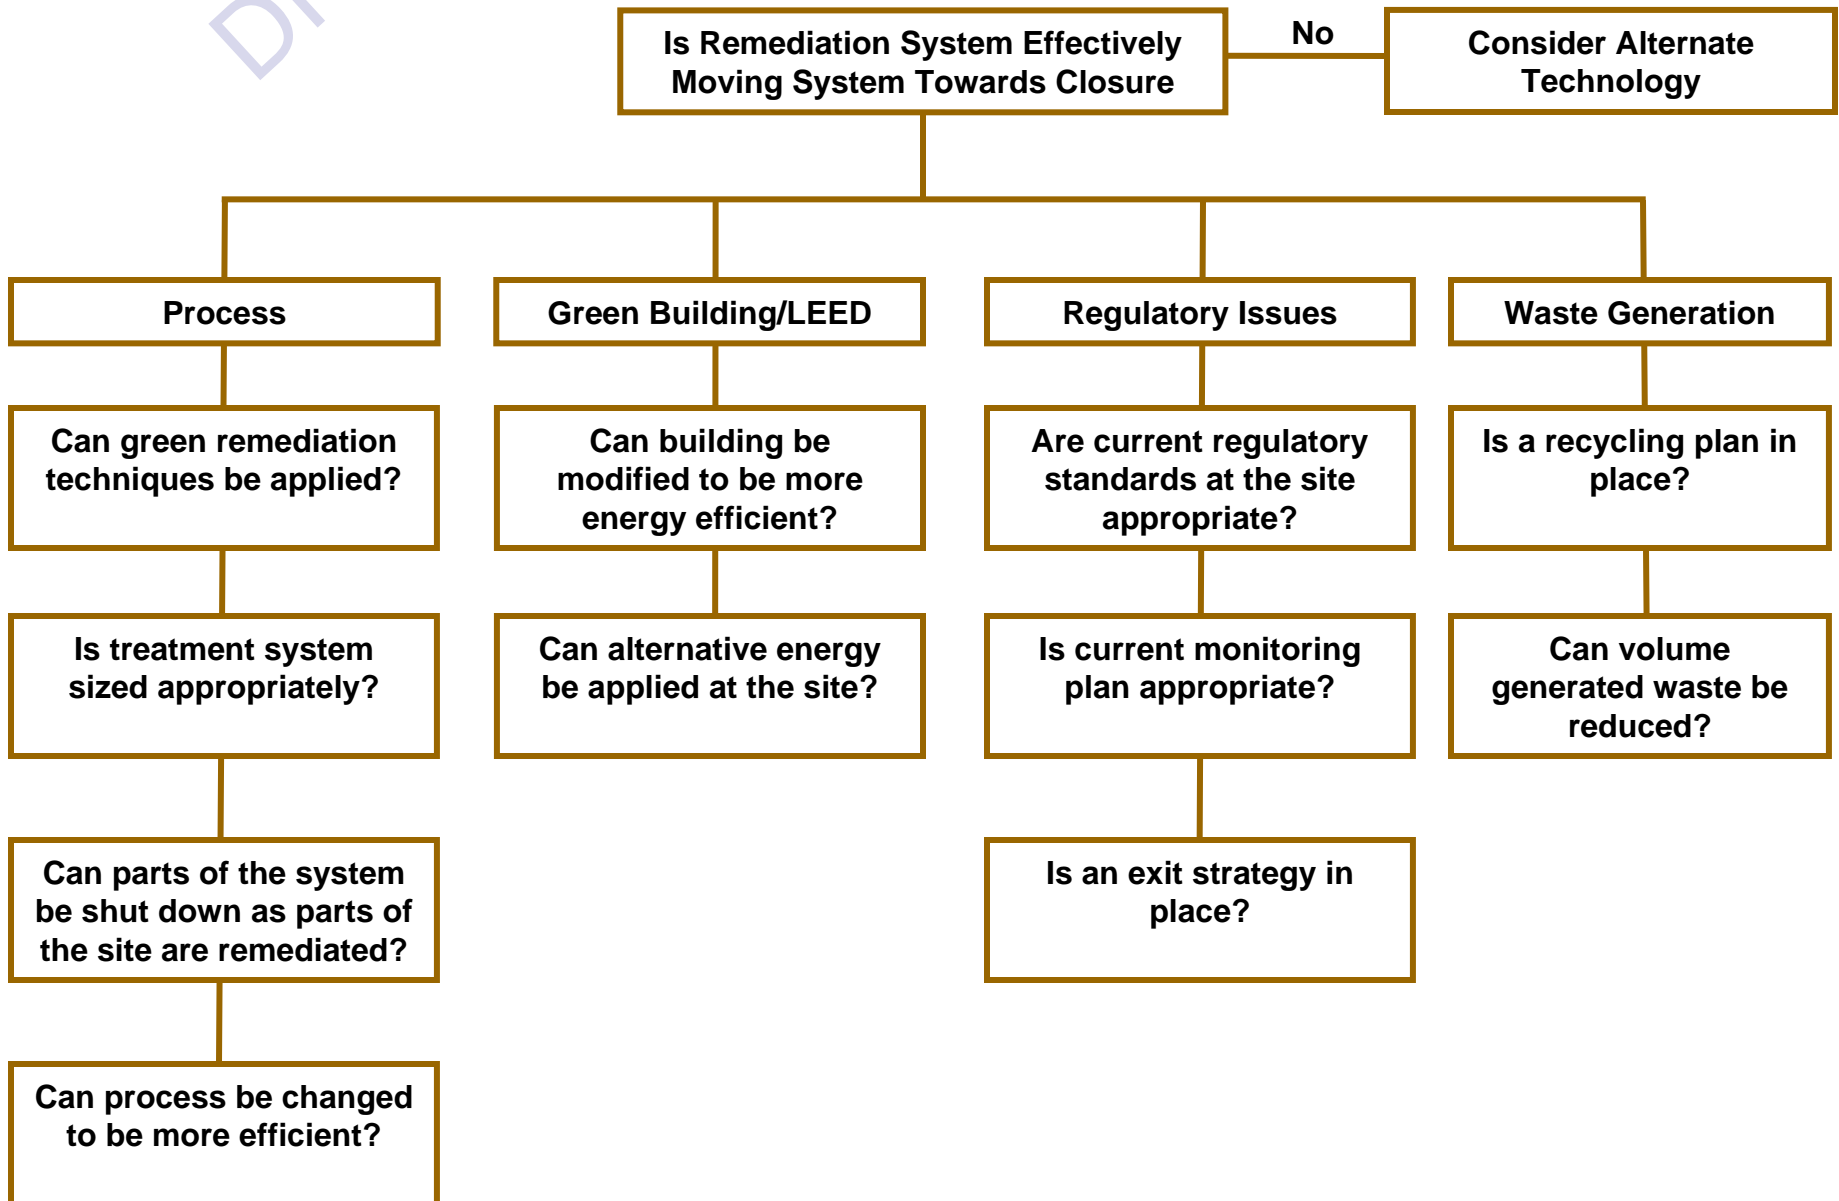 Is Remediation System Effectively
Moving System Towards Closure
No
Consider Alternate
Technology
Process
Green Building/LEED
Regulatory Issues
Waste Generation
Can green remediation
techniques be applied?
Can building be
modified to be more
energy efficient?
Are current regulatory
standards at the site
appropriate?
Is a recycling plan in
place?
Is treatment system
sized appropriately?
Can alternative energy
be applied at the site?
Is current monitoring
plan appropriate?
Can volume
generated waste be
reduced?
Can parts of the system
be shut down as parts of
the site are remediated?
Is an exit strategy in
place?
Can process be changed
to be more efficient?